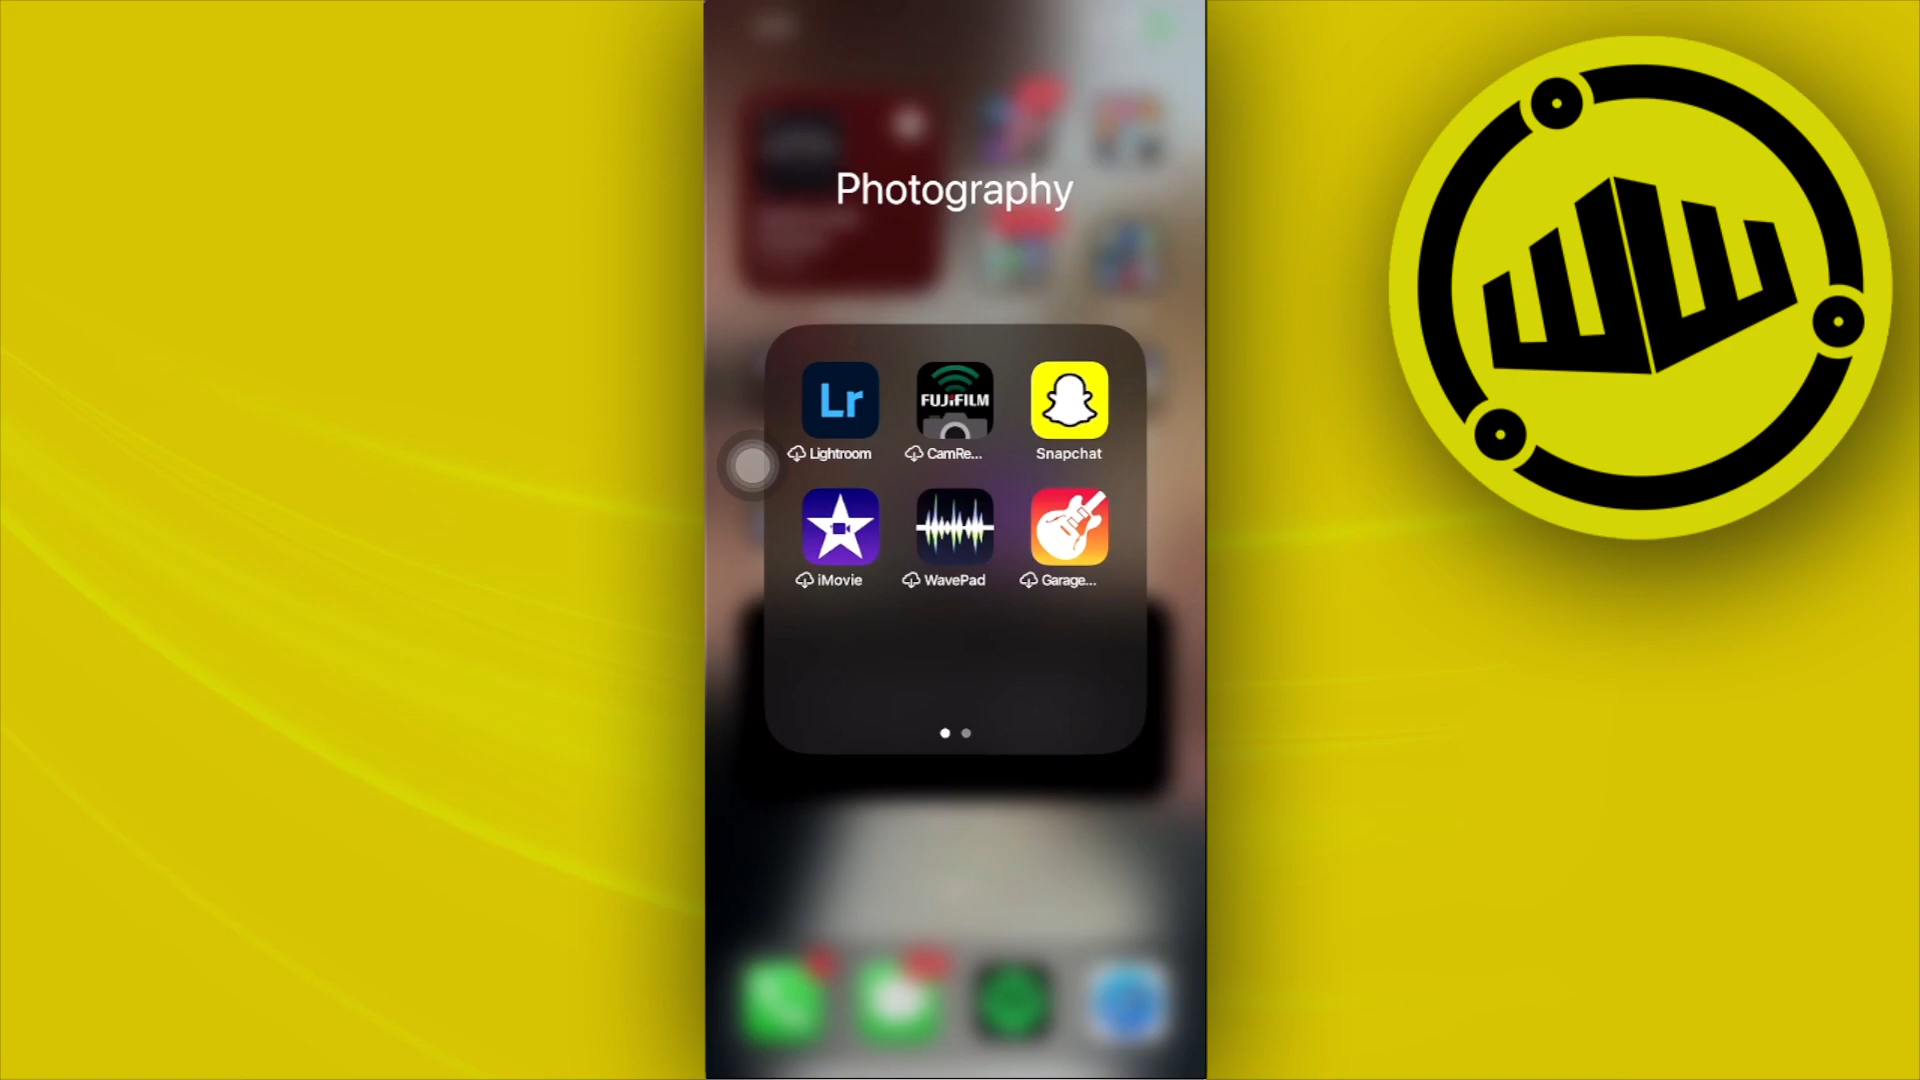 Photography
Lr
FUJIFILM
Lightroom
CamRe...
Snapchat
iMovie
WavePad
Garage...